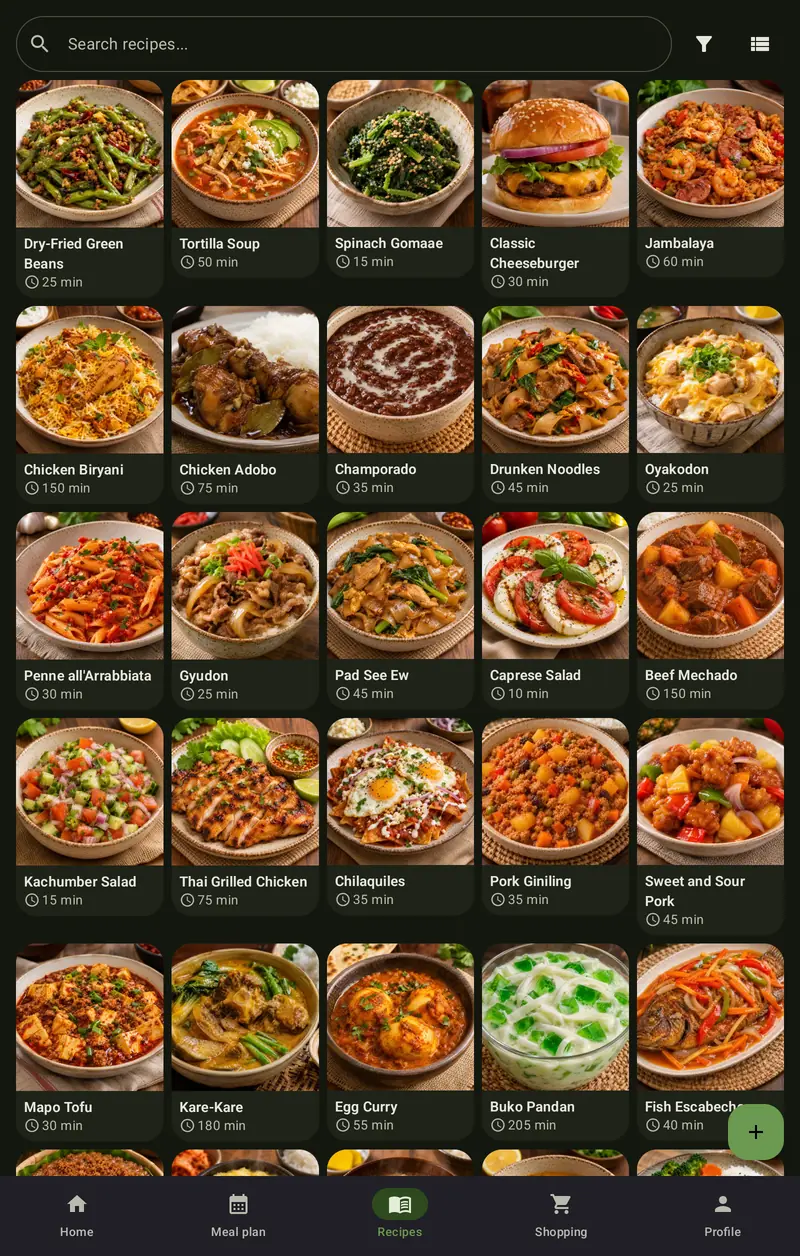 Search recipes...
Dry-Fried Green
Beans
25 min
Tortilla Soup
50 min
Spinach Gomaae
15 min
Classic
Cheeseburger
30 min
Jambalaya
60 min
Chicken Biryani
150 min
Chicken Adobo
75 min
Champorado
35 min
Drunken Noodles
45 min
Oyakodon
25 min
Penne all'Arrabbiata
30 min
Gyudon
25 min
Pad See Ew
45 min
Caprese Salad
10 min
Beef Mechado
150 min
Kachumber Salad
15 min
Thai Grilled Chicken
75 min
Chilaquiles
35 min
Pork Giniling
35 min
Sweet and Sour
Pork
45 min
Mapo Tofu
30 min
Kare-Kare
180 min
Egg Curry
55 min
Buko Pandan
205 min
Fish Escabeche
40 min
Home
Meal plan
Recipes
Shopping
Profile